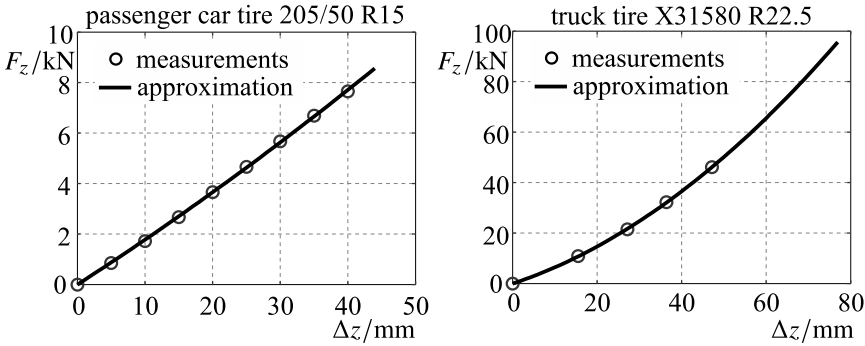 passenger car tire 205/50 R15
10
F_z/kN
8
6
4
2
0
measurements
approximation
0 10 20 30 40 50
Δz/mm
truck tire X31580 R22.5
100
F_z/kN
80
60
40
20
0
measurements
approximation
0 20 40 60 80
Δz/mm